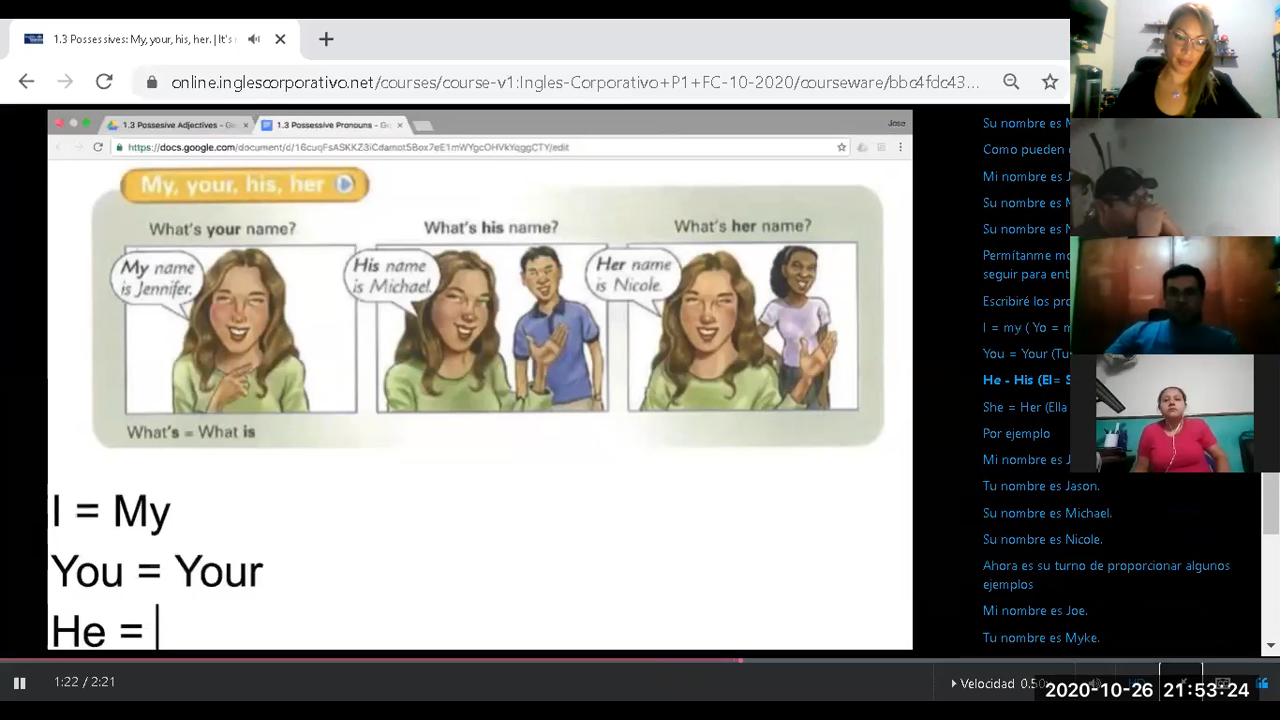 1.3 Possessives: My, your, his, her. | It's
online.inglescorporativo.net/courses/course-v1:Ingles-Corporativo+P1+FC-10-2020/courseware/bbc4fdc43...
1.3 Possesive Adjectives - G
1.3 Possessive Pronouns - G
Jose
https://docs.google.com/document/d/
/edit
My, your, his, her
What's your name?
What's his name?
What's her name?
My name
is Jennifer.
His name
is Michael.
Her name
is Nicole.
What's = What is
I = My
You = Your
He =
Su nombre es
Como pueden
Mi nombre es
Su nombre es
Su nombre es
Permítanme
seguir para
Escribiré los
I = my ( Yo =
You = Your (Tu
He - His (El=
She = Her (Ella
Por ejemplo
Mi nombre es
Tu nombre es Jason.
Su nombre es Michael.
Su nombre es Nicole.
Ahora es su turno de proporcionar algunos
ejemplos
Mi nombre es Joe.
Tu nombre es Myke.
1:22 / 2:21
Velocidad 0.50
2020-10-26 21:53:24